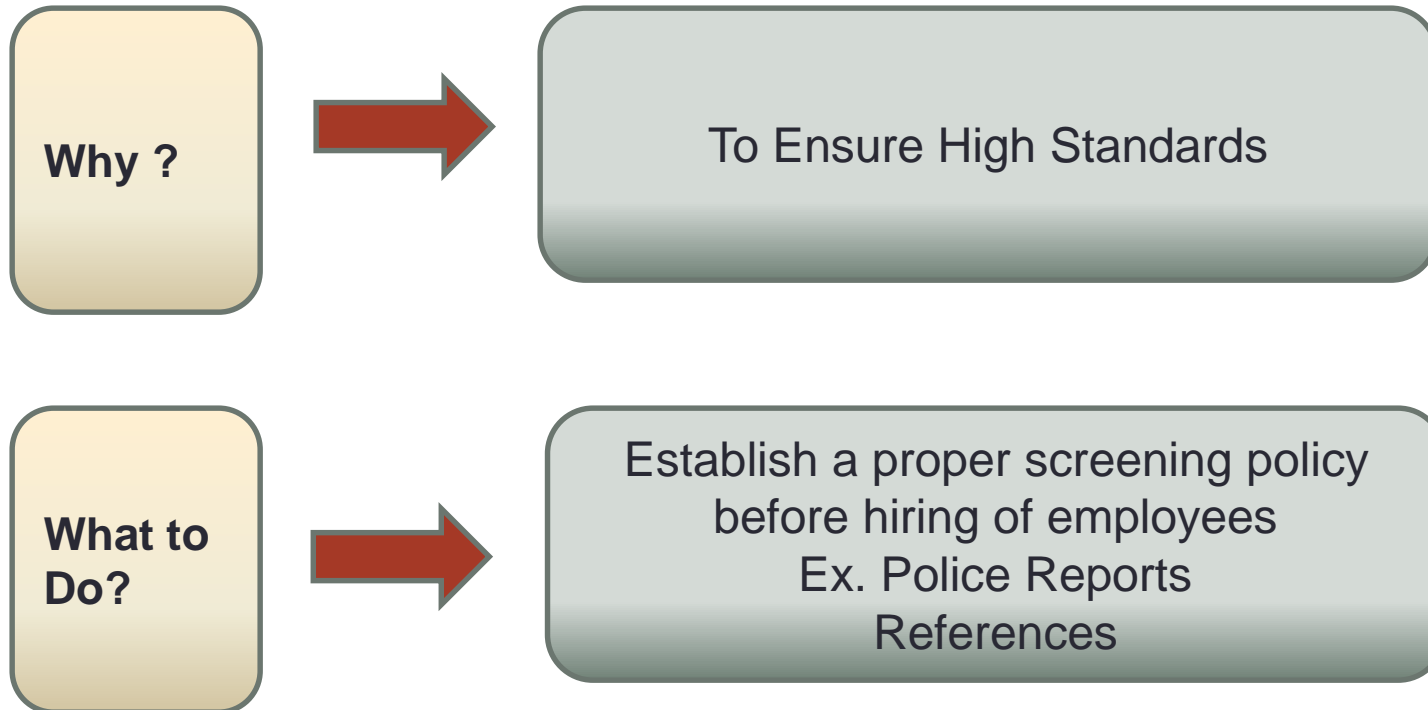 Why ?
To Ensure High Standards
What to
Do?
Establish a proper screening policy
before hiring of employees
Ex. Police Reports
References